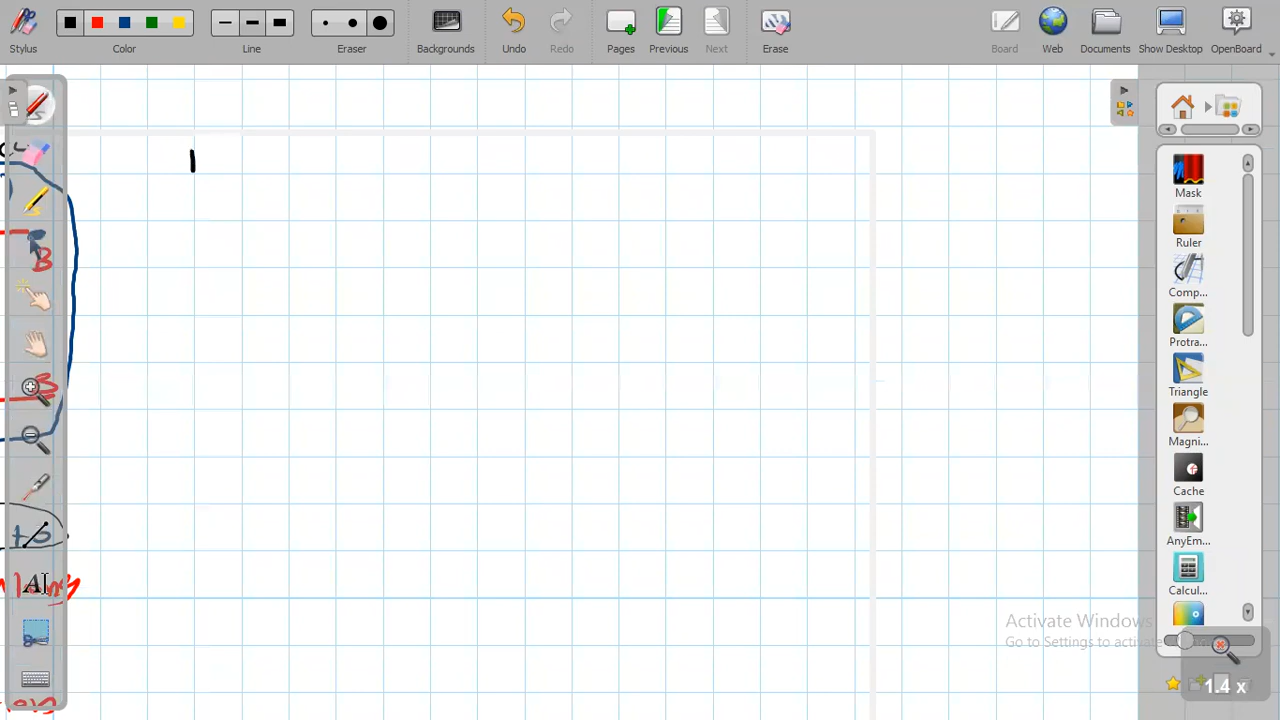 Stylus
Color
Line
Eraser
Backgrounds
Undo
Redo
Pages
Previous
Next
Erase
Board
Web
Documents
Show Desktop
OpenBoard
Mask
Ruler
Comp...
Protra...
Triangle
Magni...
Cache
AnyEm...
Calcul...
B
Activate Windows
Go to Settings to activate
1.4 x